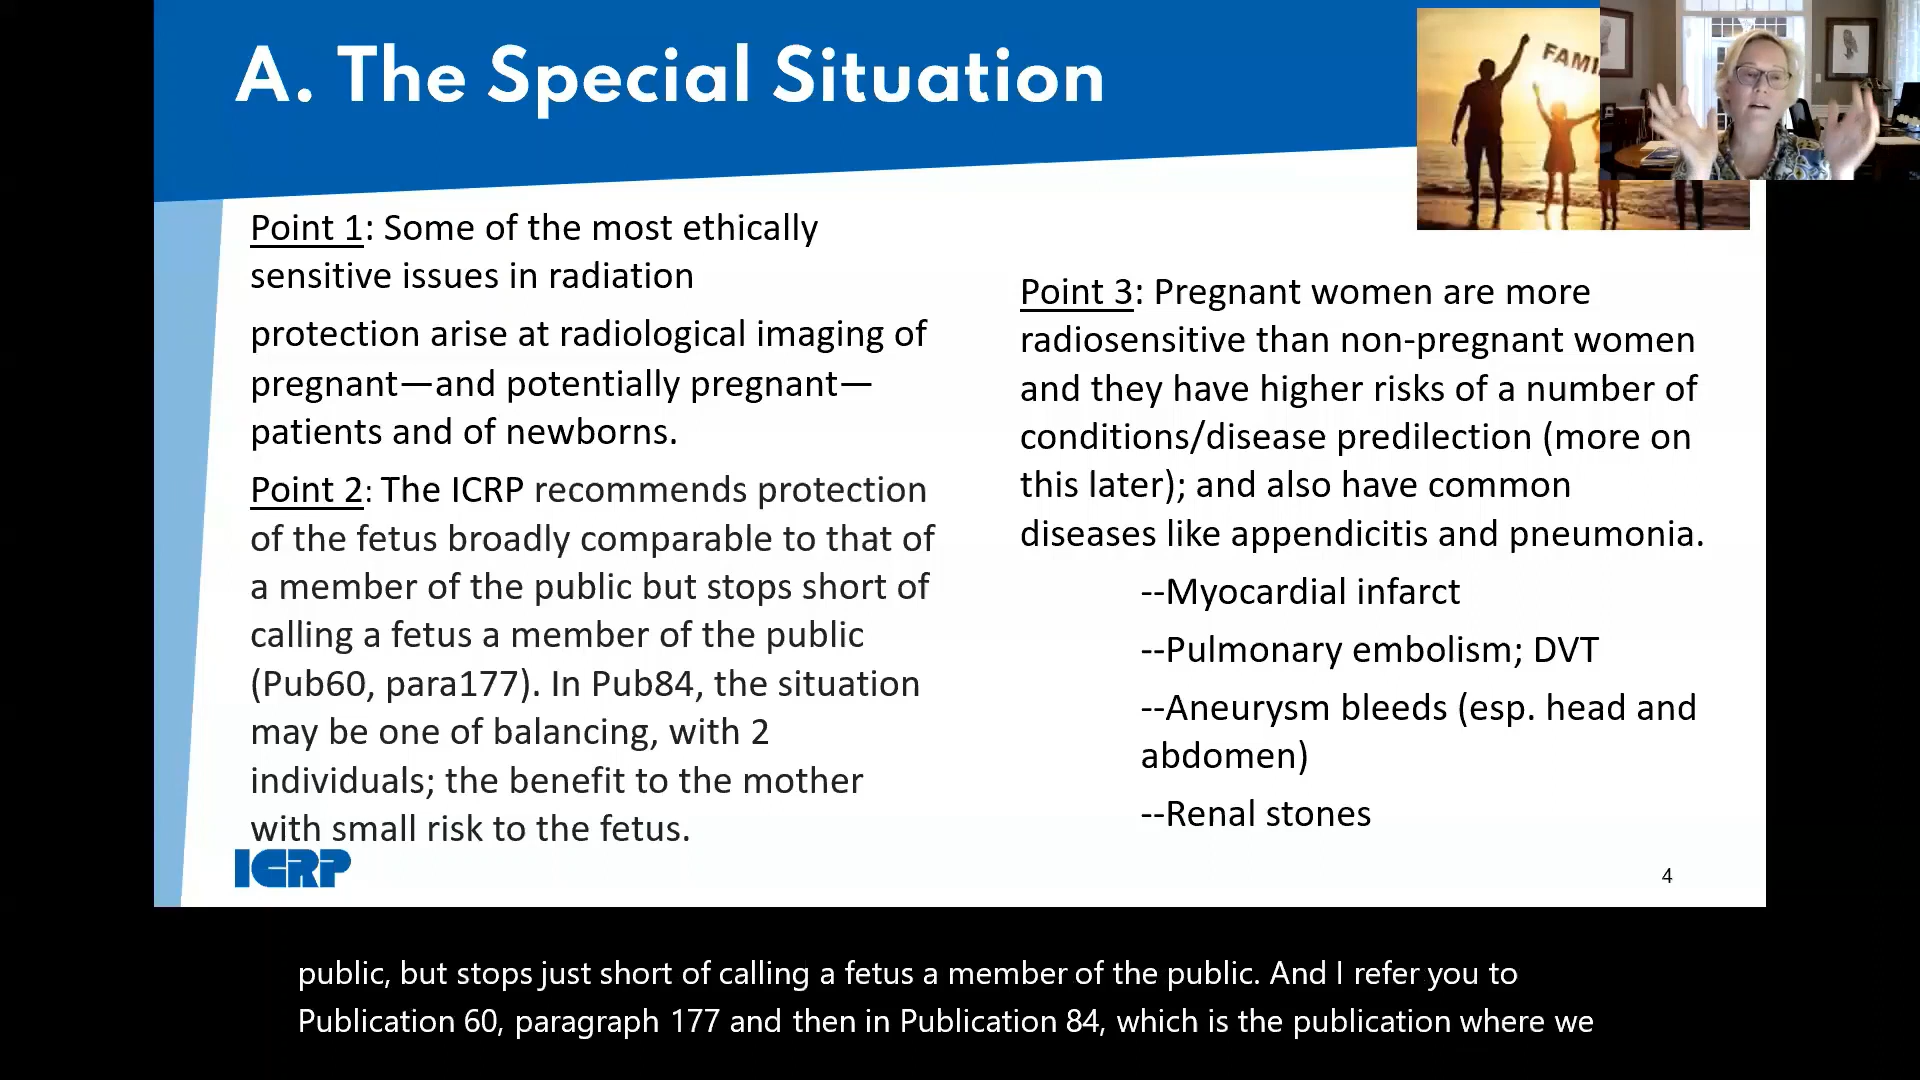 A. The Special Situation
FAMI
Point 1: Some of the most ethically
sensitive issues in radiation
protection arise at radiological imaging of
pregnant—and potentially pregnant—
patients and of newborns.
Point 2: The ICRP recommends protection
of the fetus broadly comparable to that of
a member of the public but stops short of
calling a fetus a member of the public
(Pub60, para177). In Pub84, the situation
may be one of balancing, with 2
individuals; the benefit to the mother
with small risk to the fetus.
Point 3: Pregnant women are more
radiosensitive than non-pregnant women
and they have higher risks of a number of
conditions/disease predilection (more on
this later); and also have common
diseases like appendicitis and pneumonia.
--Myocardial infarct
--Pulmonary embolism; DVT
--Aneurysm bleeds (esp. head and
abdomen)
--Renal stones
ICRP
4
public, but stops just short of calling a fetus a member of the public. And I refer you to
Publication 60, paragraph 177 and then in Publication 84, which is the publication where we